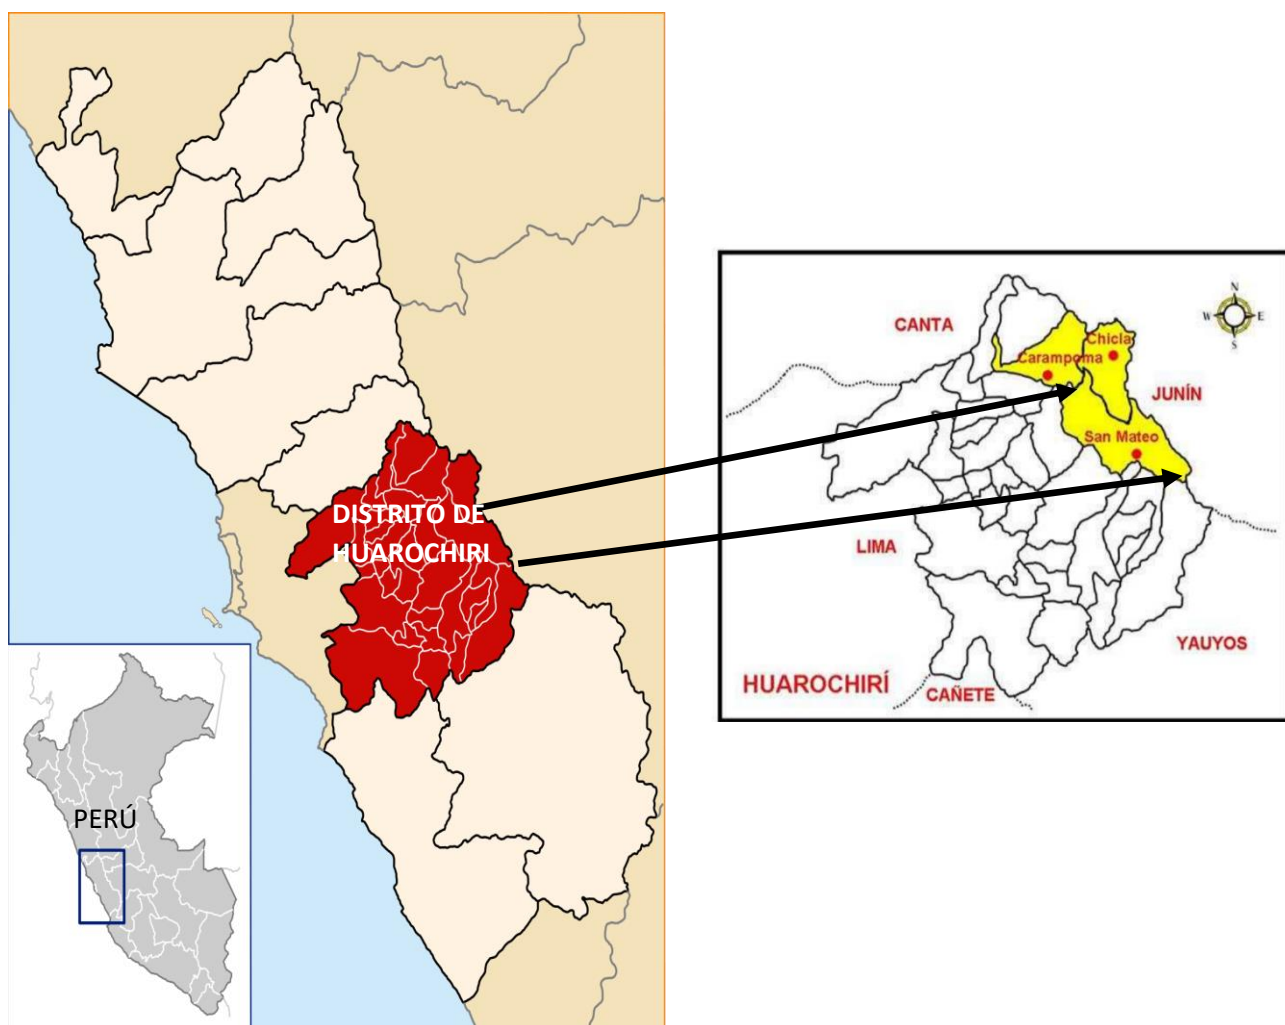 DISTRITO DE
HUAROCHIRI
PERÚ
N
W
E
S
CANTA
Chicla
Carampoma
JUNÍN
San Mateo
LIMA
YAUYOS
HUAROCHIRÍ
CAÑETE